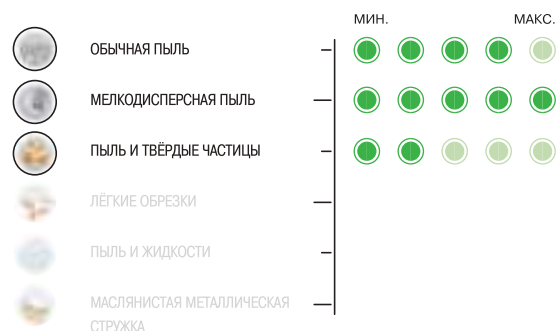 МИН. МАКС.
ОБЫЧНАЯ ПЫЛЬ
МЕЛКОДИСПЕРСНАЯ ПЫЛЬ
ПЫЛЬ И ТВЁРДЫЕ ЧАСТИЦЫ
ЛЁГКИЕ ОБРЕЗКИ
ПЫЛЬ И ЖИДКОСТИ
МАСЛЯНИСТАЯ МЕТАЛЛИЧЕСКАЯ
СТРУЖКА